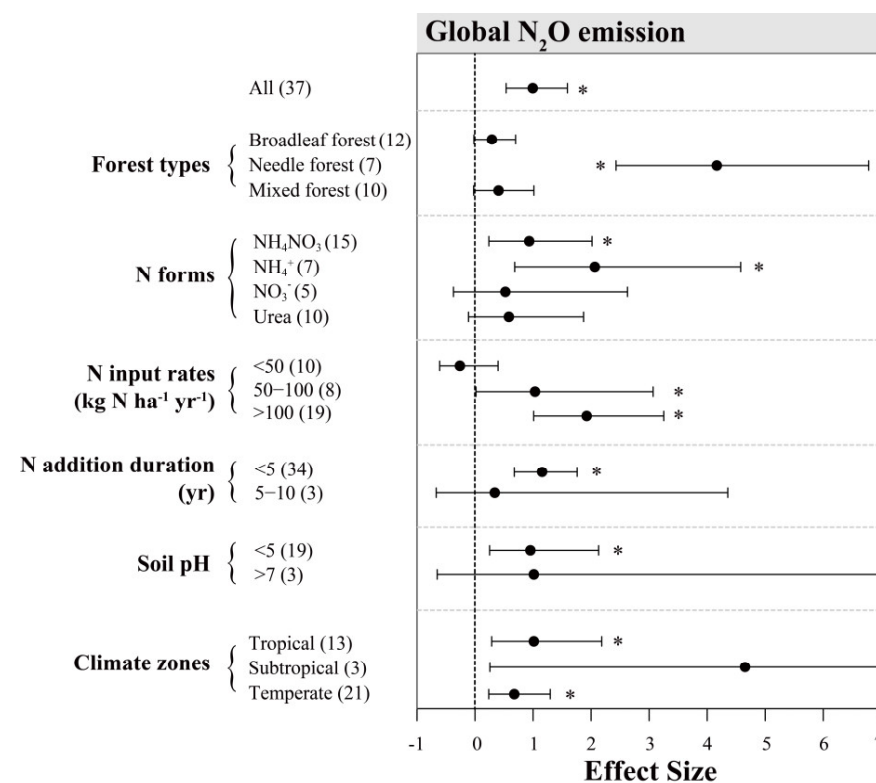 Global N₂O emission
All (37) *
Forest types
Broadleaf forest (12)
Needle forest (7) *
Mixed forest (10)
N forms
NH₄NO₃ (15) *
NH₄⁺ (7) *
NO₃⁻ (5)
Urea (10)
N input rates
(kg N ha⁻¹ yr⁻¹)
<50 (10)
50−100 (8) *
>100 (19) *
N addition duration
(yr)
<5 (34) *
5−10 (3)
Soil pH
<5 (19) *
>7 (3)
Climate zones
Tropical (13) *
Subtropical (3)
Temperate (21) *
-1 0 1 2 3 4 5 6
Effect Size